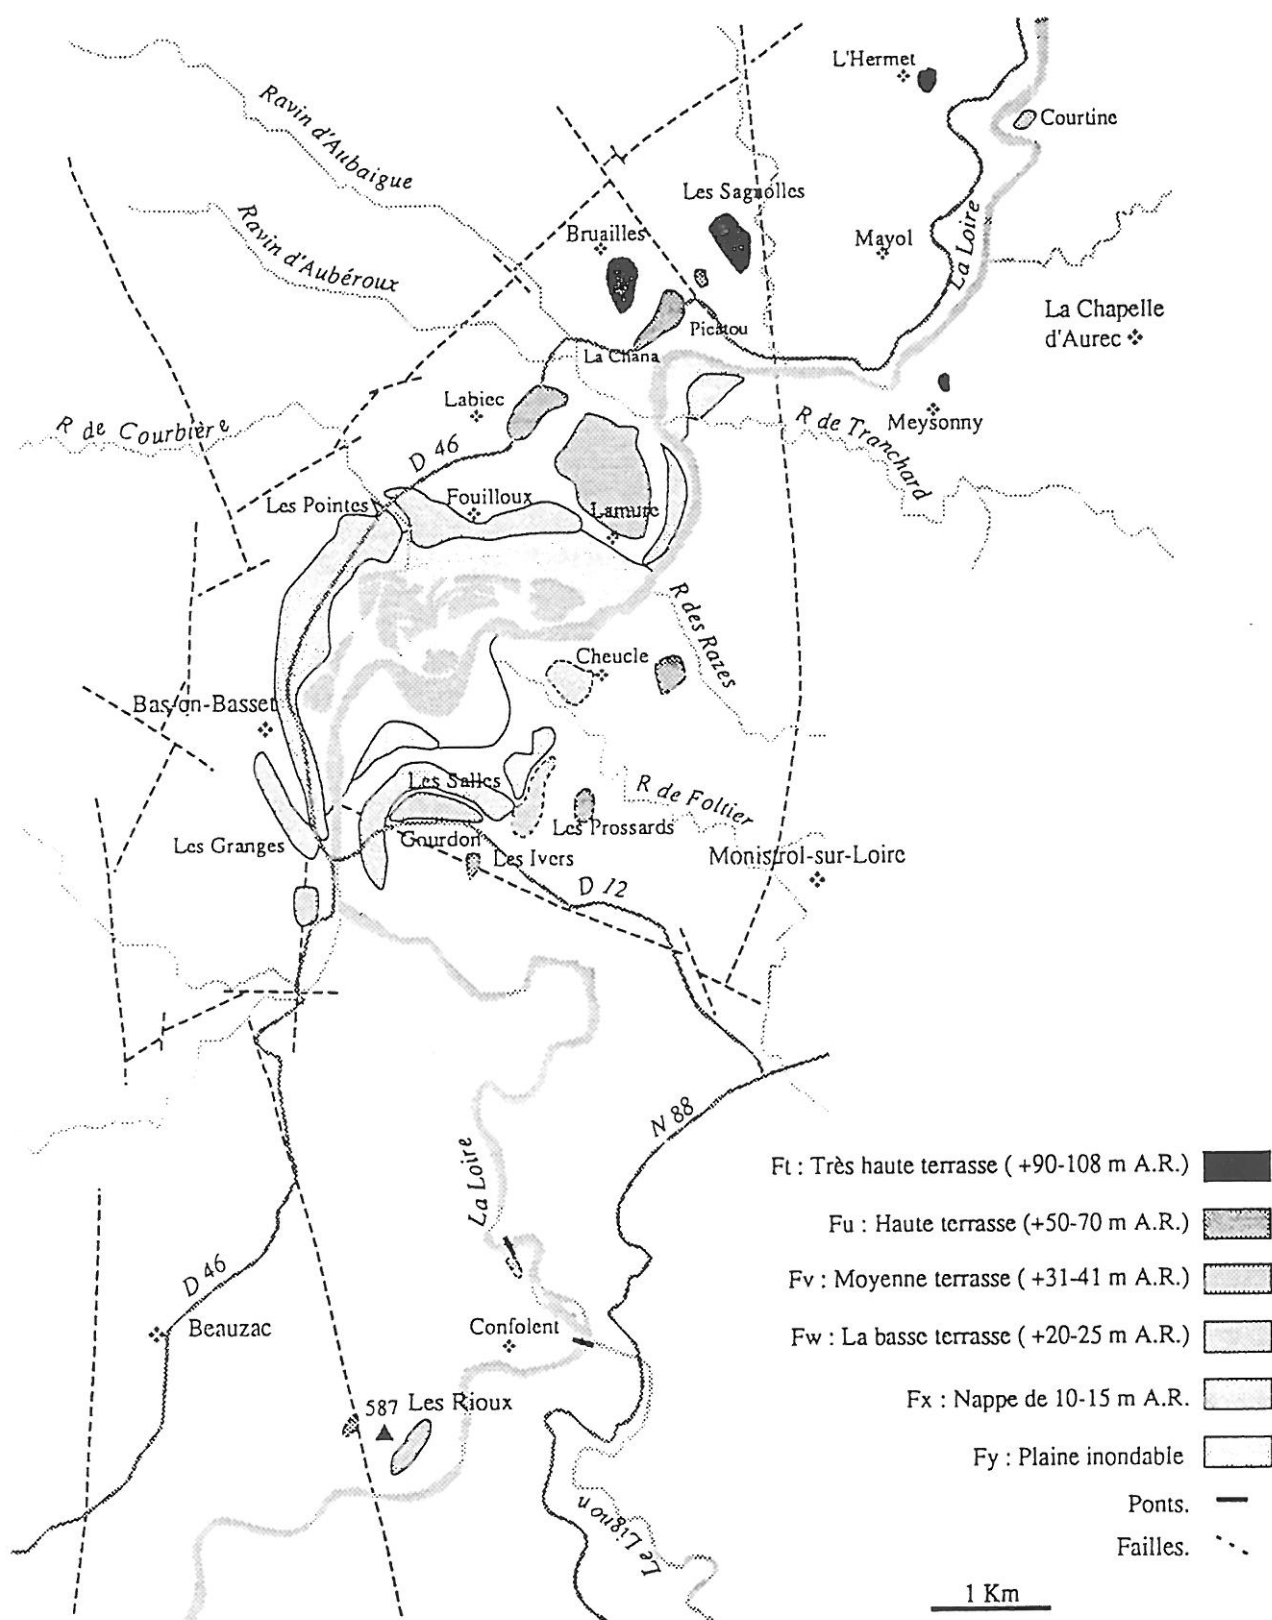 L'Hermet
Courtine
Ravin d'Aubaigue
Les Sagnolles
Ravin d'Aubéroux
Bruailles
Mayol
La Loire
La Chapelle
d'Aurec
Picatou
La Chana
Labiec
Meysonny
R de Courbière
R de Tranchard
D 46
Les Pointes
Fouilloux
Lamure
R des Razes
Cheucle
Bas-en-Basset
Les Salles
R de Foltier
Les Granges
Gourdon
Les Prossards
Les Ivers
Monistrol-sur-Loire
D 12
N 88
La Loire
Ft : Très haute terrasse ( +90-108 m A.R.)
Fu : Haute terrasse (+50-70 m A.R.)
D 46
Fv : Moyenne terrasse ( +31-41 m A.R.)
Beauzac
Confolent
Fw : La basse terrasse ( +20-25 m A.R.)
587
Les Rioux
Fx : Nappe de 10-15 m A.R.
Fy : Plaine inondable
Le Lignon
Ponts.
Failles.
1 Km